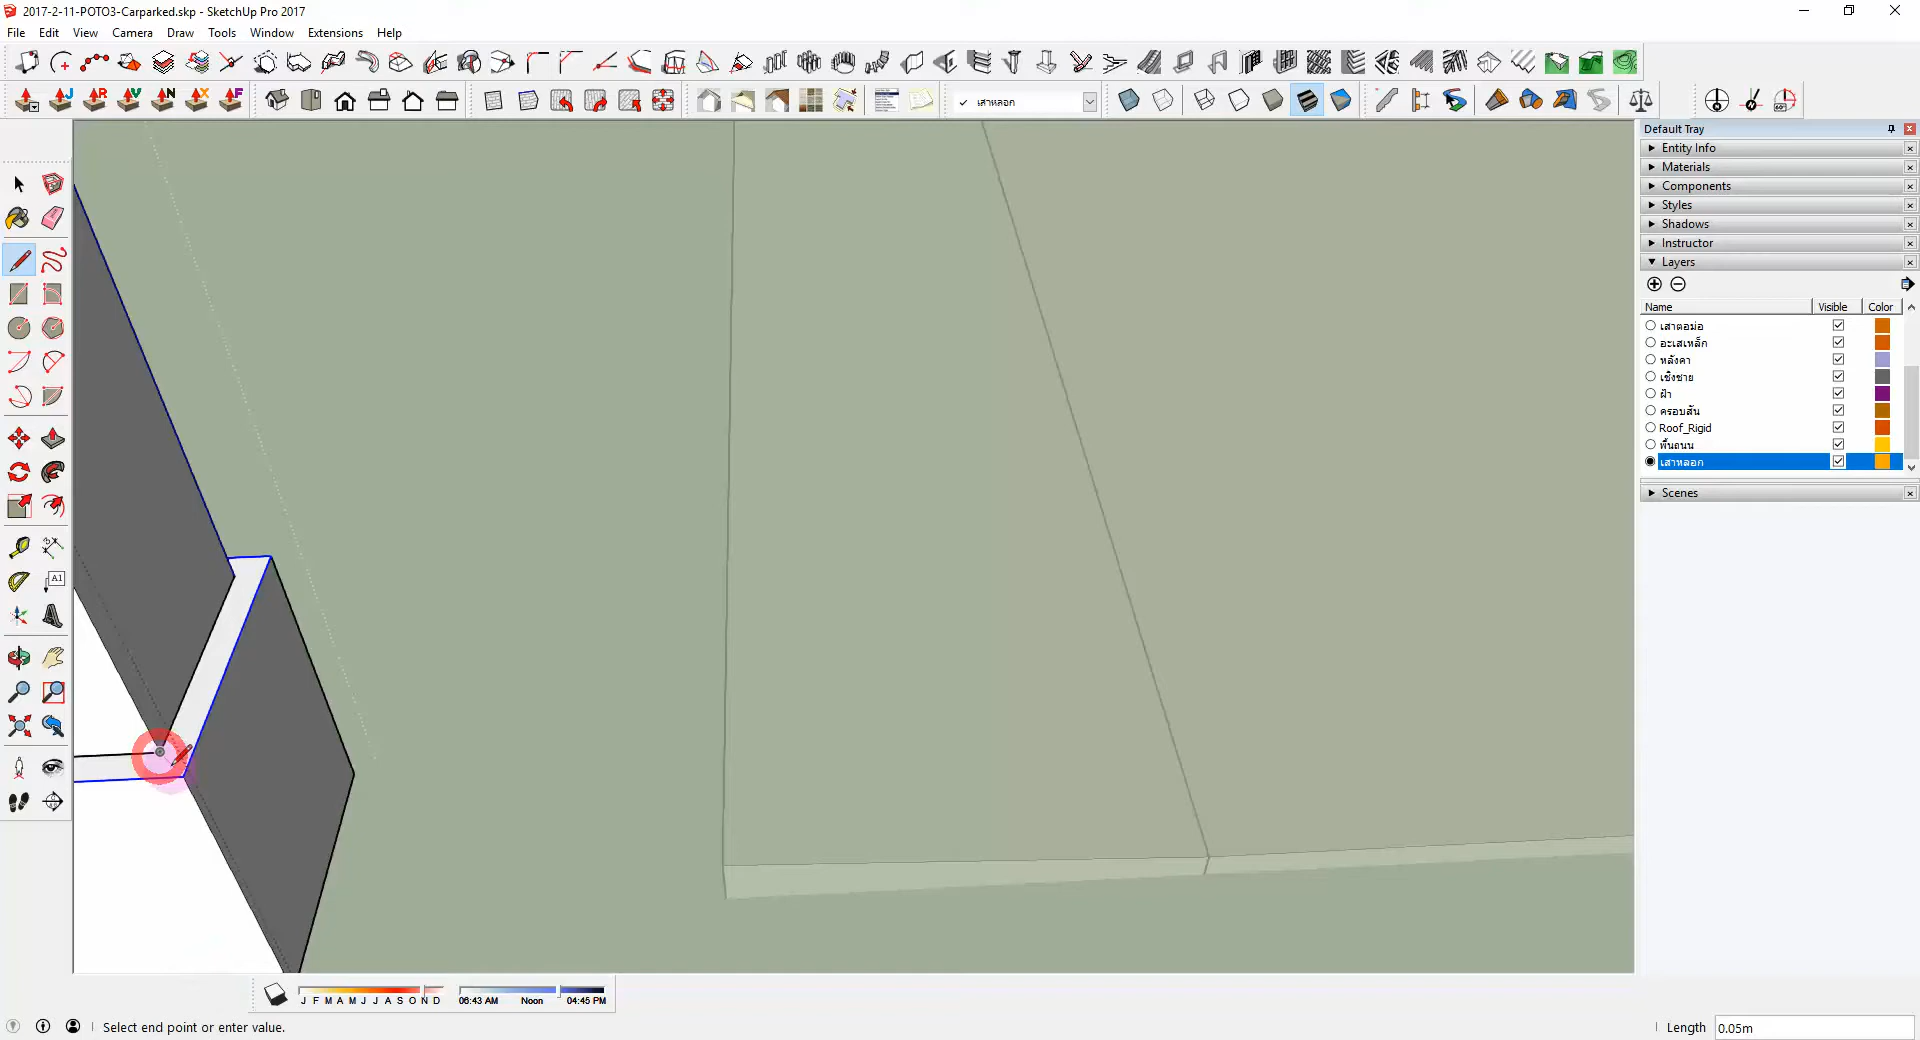 2017-2-11-POTO3-Carparked.skp - SketchUp Pro 2017
File Edit View Camera Draw Tools Window Extensions Help
J R V N X F
✓ เสาหลอก
Default Tray
Entity Info
Materials
Components
Styles
Shadows
Instructor
Layers
Name Visible Color
เสาตอม่อ
อะเสเหล็ก
หลังคา
เชิงชาย
ฝ้า
ครอบสัน
Roof_Rigid
พื้นถนน
เสาหลอก
Scenes
A1
J F M A M J J A S O N D
06:43 AM Noon 04:45 PM
Select end point or enter value.
Length 0.05m